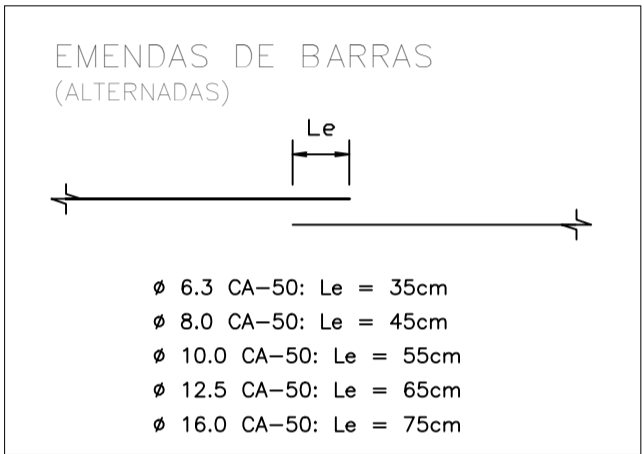 EMENDAS DE BARRAS
(ALTERNADAS)
Le
ø 6.3 CA-50: Le = 35cm
ø 8.0 CA-50: Le = 45cm
ø 10.0 CA-50: Le = 55cm
ø 12.5 CA-50: Le = 65cm
ø 16.0 CA-50: Le = 75cm